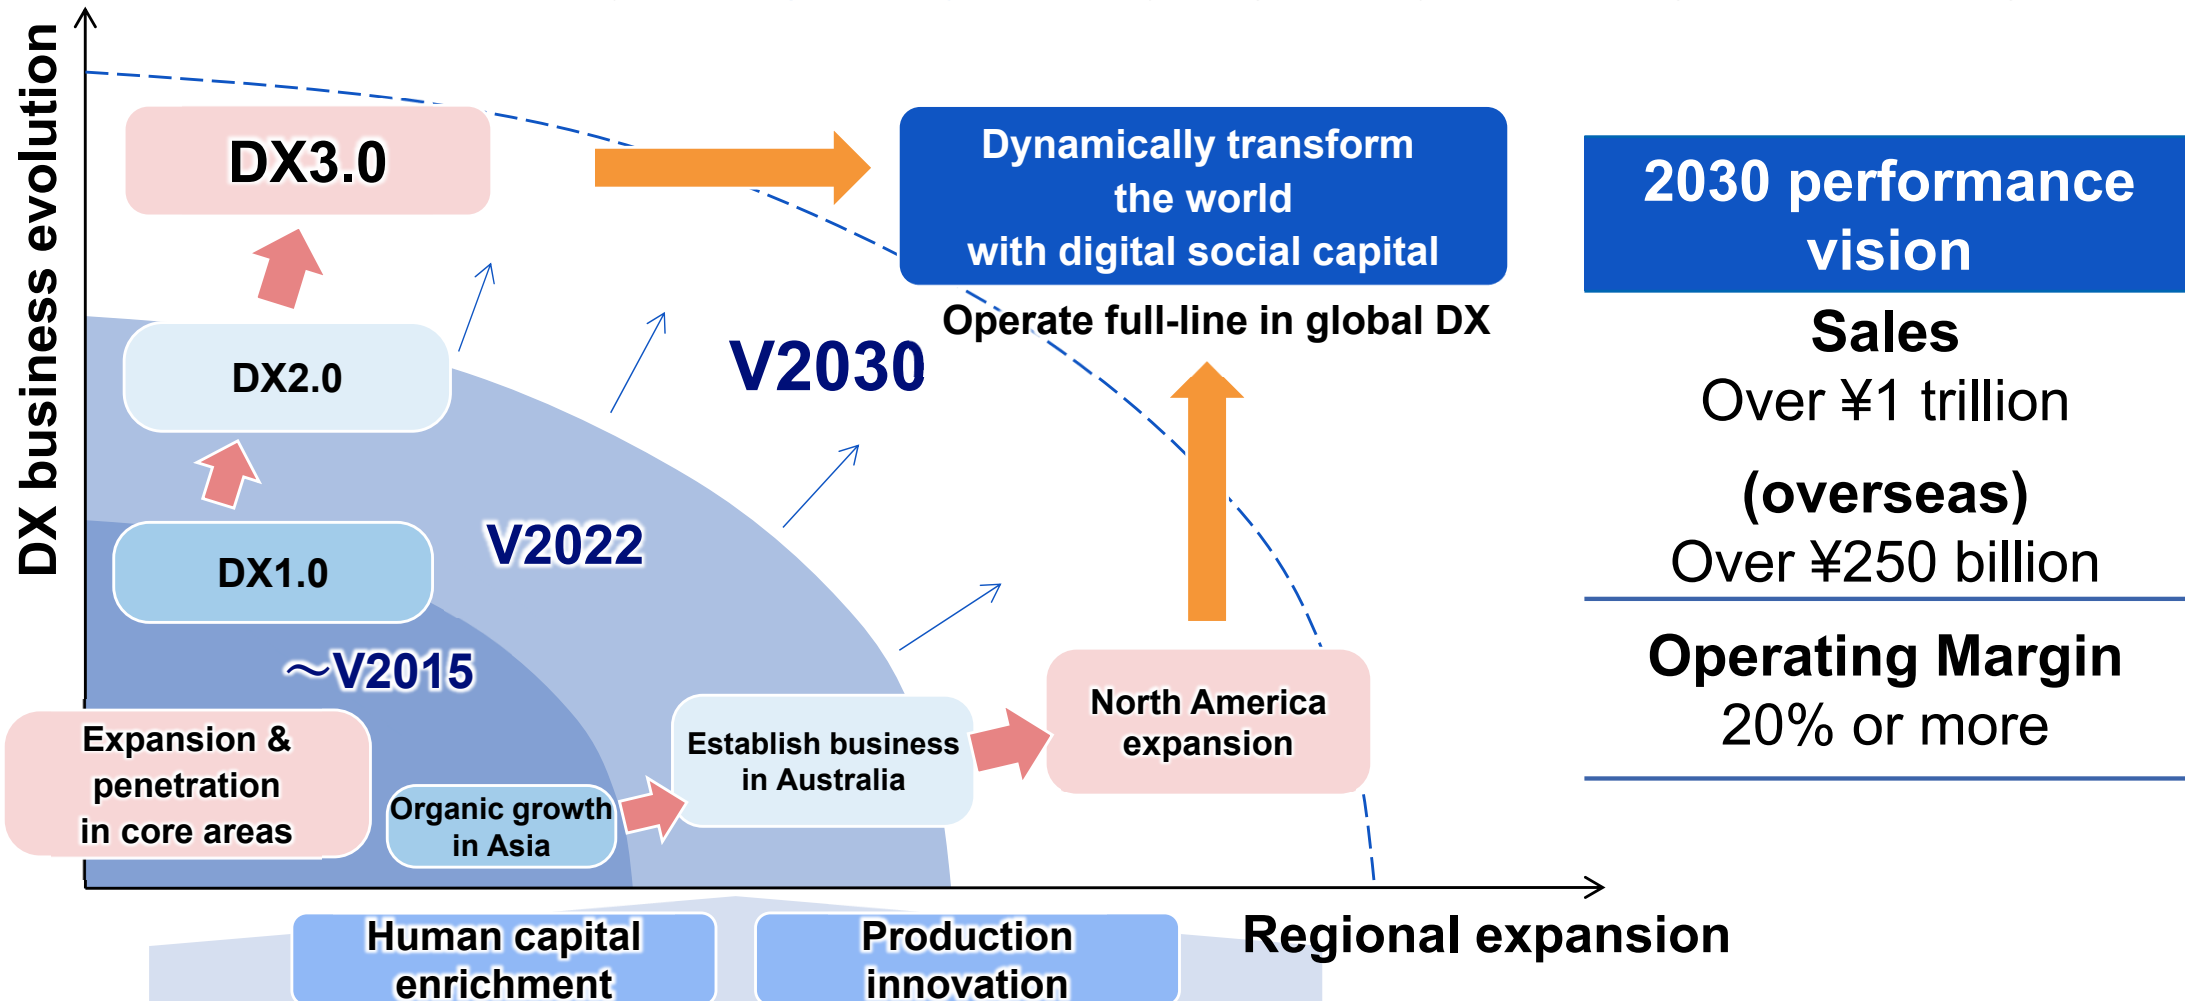 DX business evolution
DX3.0
DX2.0
DX1.0
V2030
V2022
～V2015
Dynamically transform
the world
with digital social capital
Operate full-line in global DX
Expansion &
penetration
in core areas
Organic growth
in Asia
Establish business
in Australia
North America
expansion
Regional expansion
Human capital
enrichment
Production
innovation
2030 performance
vision
Sales
Over ¥1 trillion
(overseas)
Over ¥250 billion
Operating Margin
20% or more